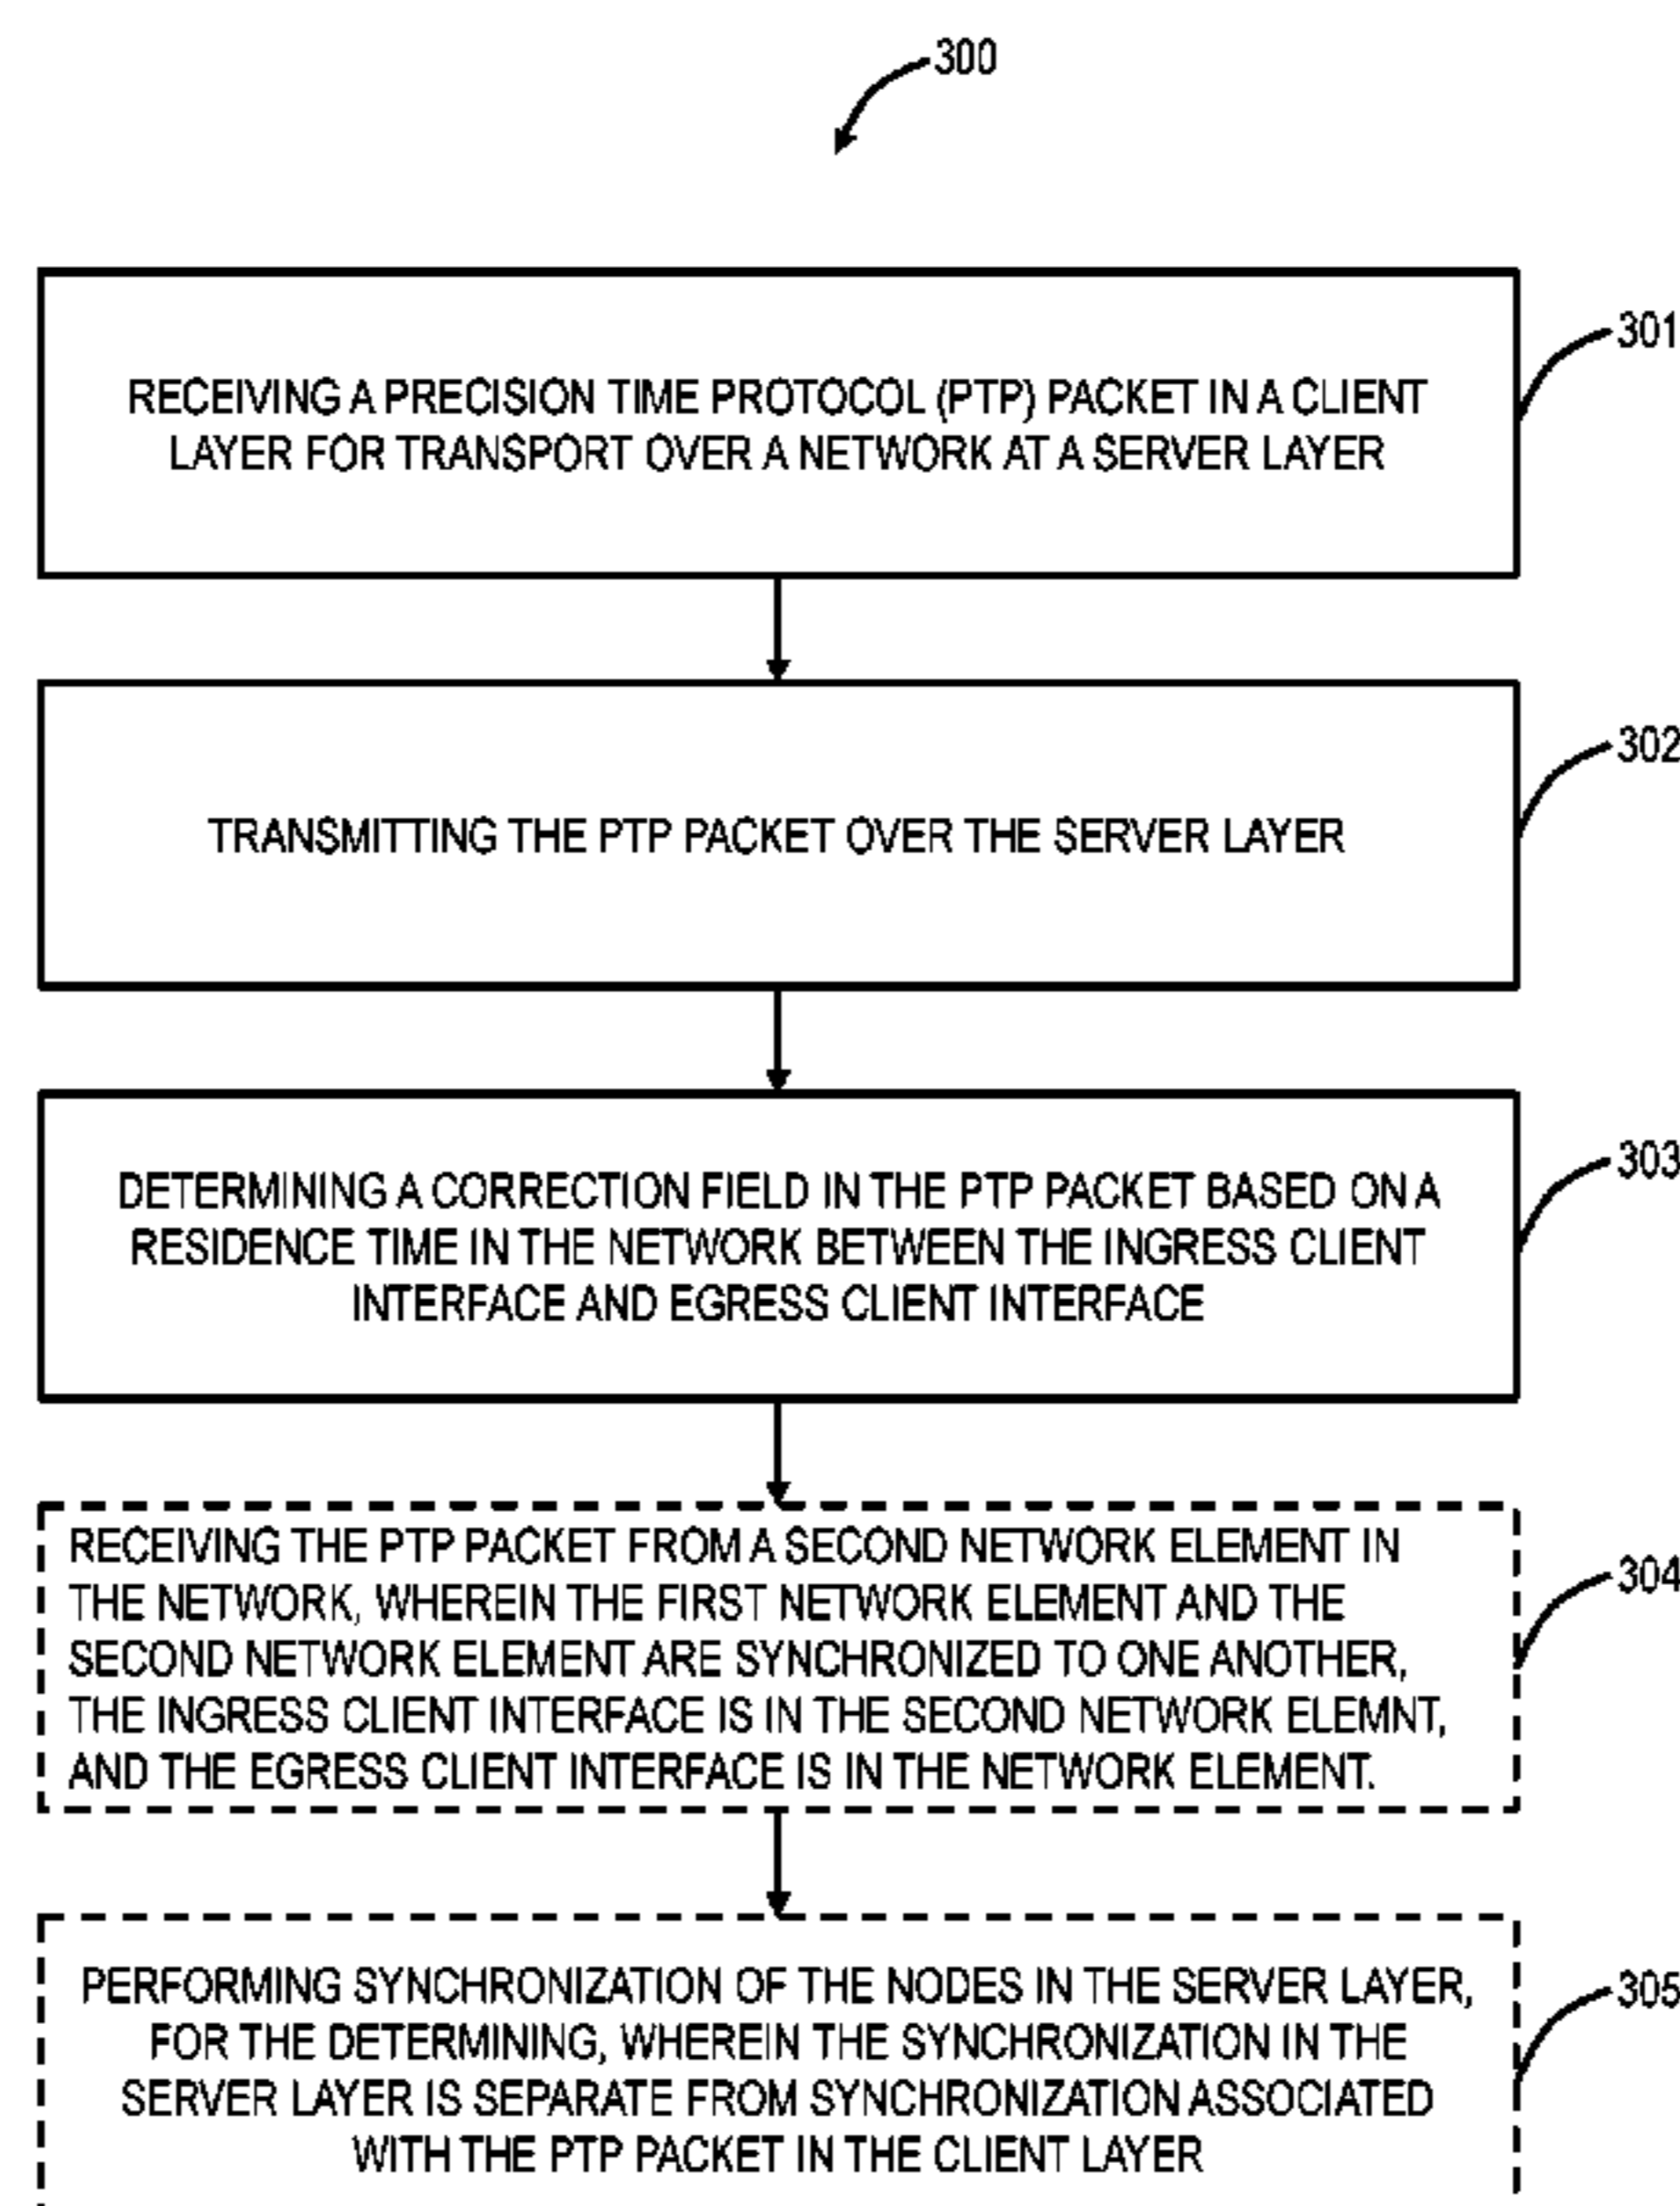 300
301
RECEIVING A PRECISION TIME PROTOCOL (PTP) PACKET IN A CLIENT
LAYER FOR TRANSPORT OVER A NETWORK AT A SERVER LAYER
302
TRANSMITTING THE PTP PACKET OVER THE SERVER LAYER
303
DETERMINING A CORRECTION FIELD IN THE PTP PACKET BASED ON A
RESIDENCE TIME IN THE NETWORK BETWEEN THE INGRESS CLIENT
INTERFACE AND EGRESS CLIENT INTERFACE
304
RECEIVING THE PTP PACKET FROM A SECOND NETWORK ELEMENT IN
THE NETWORK, WHEREIN THE FIRST NETWORK ELEMENT AND THE
SECOND NETWORK ELEMENT ARE SYNCHRONIZED TO ONE ANOTHER,
THE INGRESS CLIENT INTERFACE IS IN THE SECOND NETWORK ELEMNT,
AND THE EGRESS CLIENT INTERFACE IS IN THE NETWORK ELEMENT.
305
PERFORMING SYNCHRONIZATION OF THE NODES IN THE SERVER LAYER,
FOR THE DETERMINING, WHEREIN THE SYNCHRONIZATION IN THE
SERVER LAYER IS SEPARATE FROM SYNCHRONIZATION ASSOCIATED
WITH THE PTP PACKET IN THE CLIENT LAYER